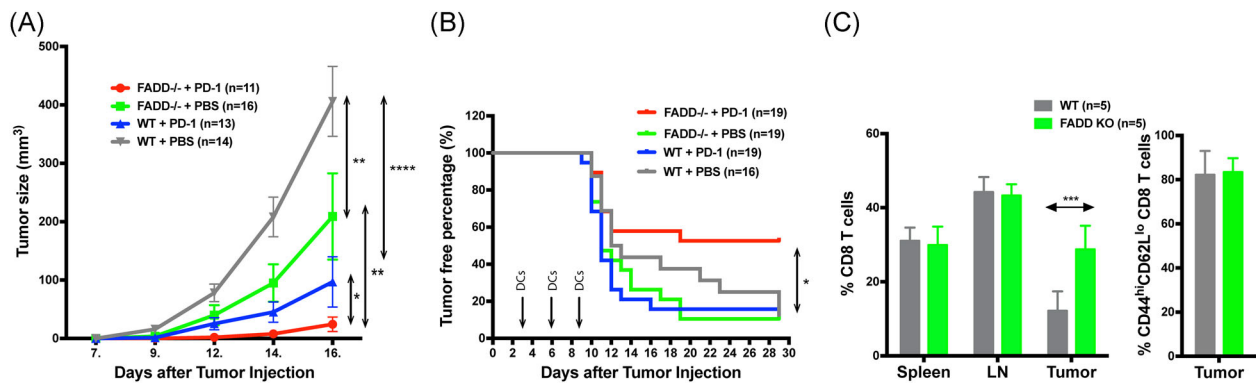 (A)
Tumor size (mm³)
500
400
300
200
100
0
FADD-/- + PD-1 (n=11)
FADD-/- + PBS (n=16)
WT + PD-1 (n=13)
WT + PBS (n=14)
**
****
*
**
7.
9.
12.
14.
16.
Days after Tumor Injection
(B)
Tumor free percentage (%)
120
100
80
60
40
20
0
FADD-/- + PD-1 (n=19)
FADD-/- + PBS (n=19)
WT + PD-1 (n=19)
WT + PBS (n=16)
DCs
DCs
DCs
*
0 2 4 6 8 10 12 14 16 18 20 22 24 26 28 30
Days after Tumor Injection
(C)
WT (n=5)
FADD KO (n=5)
% CD8 T cells
60
40
20
0
***
Spleen
LN
Tumor
% CD44hiCD62Llo CD8 T cells
100
80
60
40
20
0
Tumor